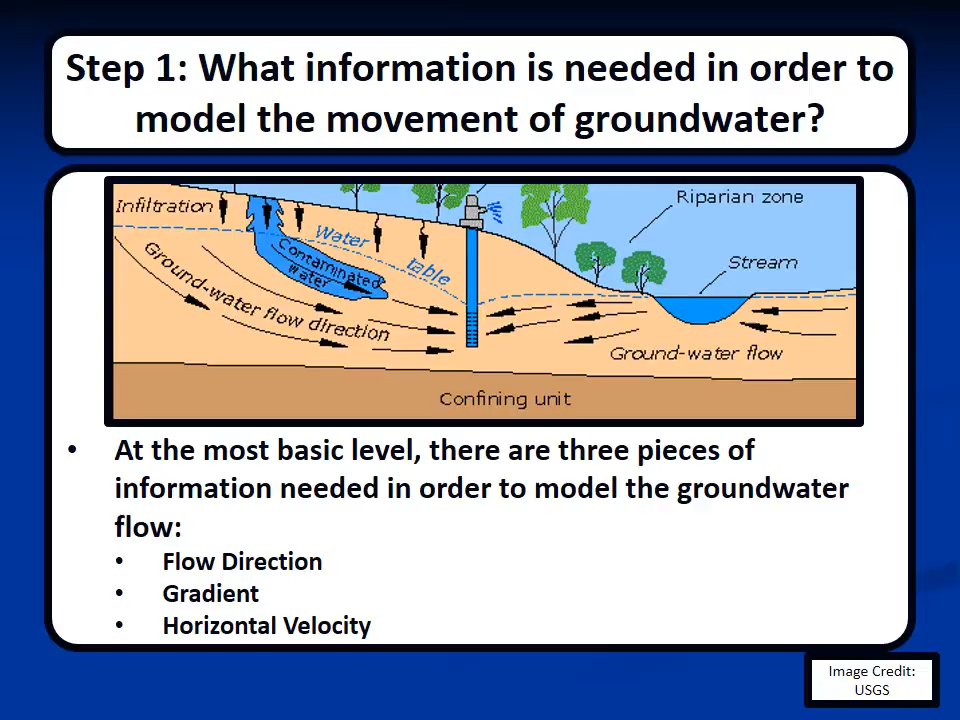 Step 1: What information is needed in order to
model the movement of groundwater?
Infiltration
Riparian zone
Water
table
Contaminated
water
Stream
Ground-water flow direction
Ground-water flow
Confining unit
• At the most basic level, there are three pieces of
information needed in order to model the groundwater
flow:
• Flow Direction
• Gradient
• Horizontal Velocity
Image Credit:
USGS